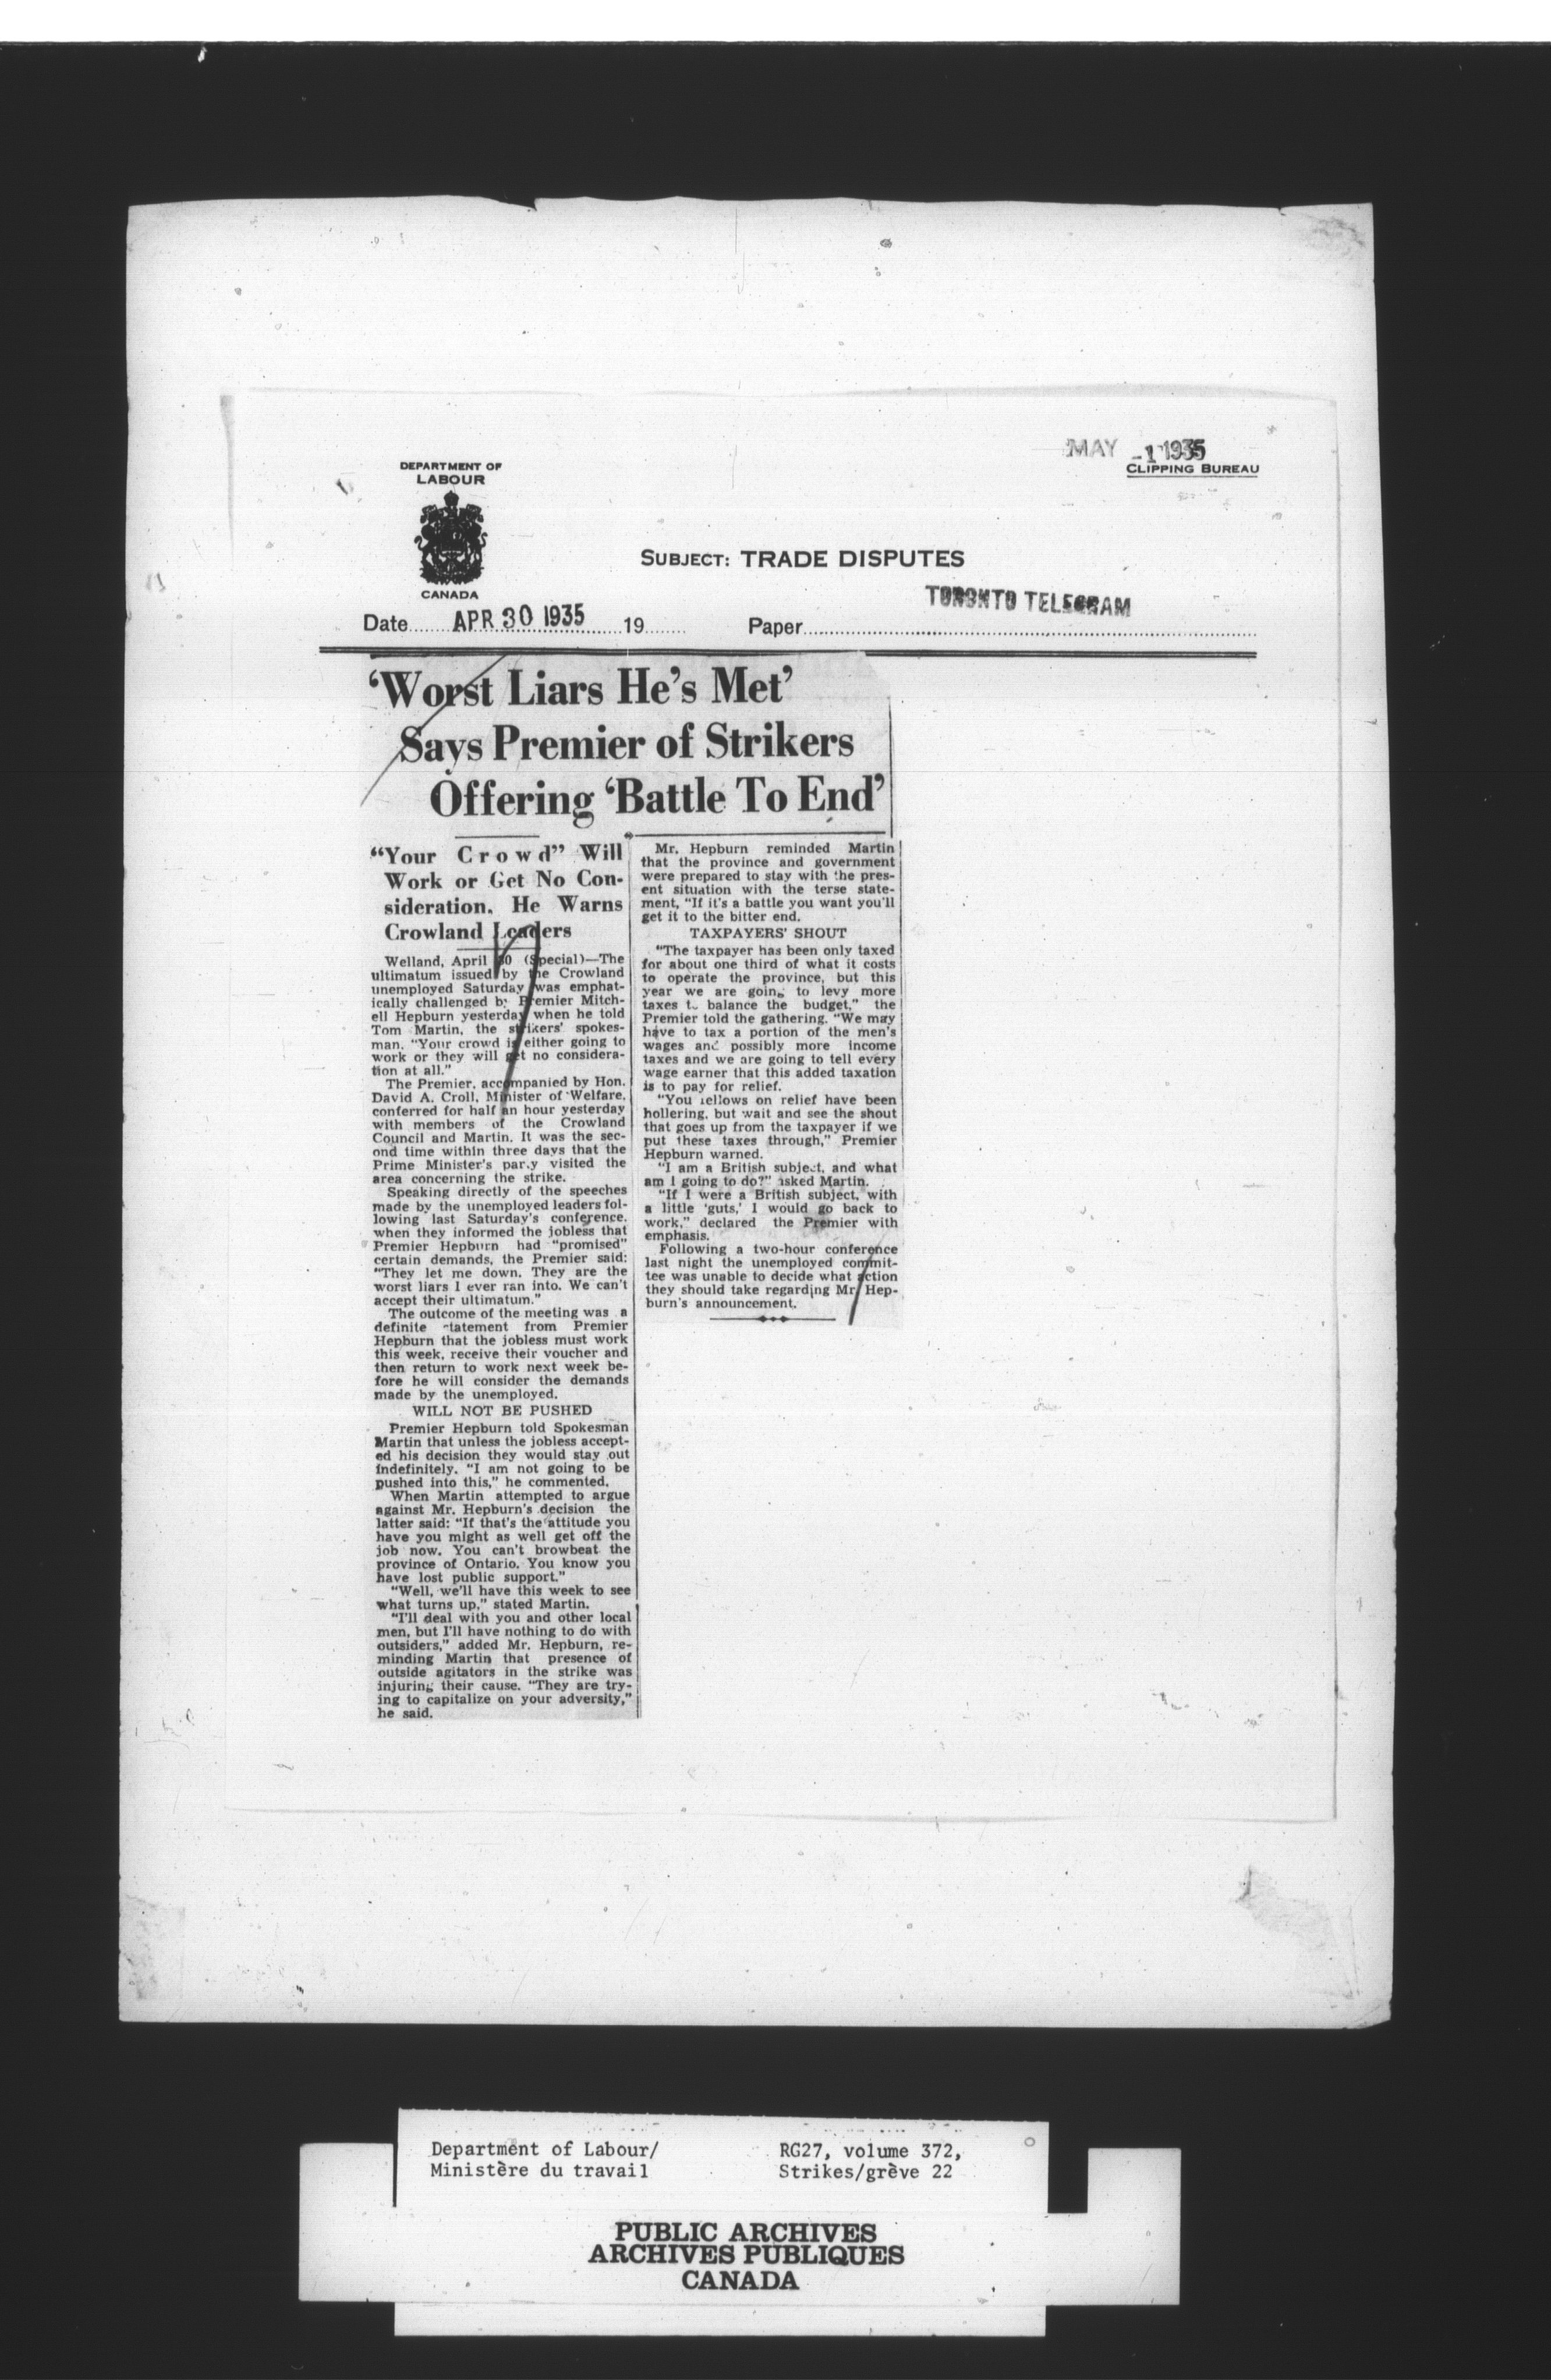 MAY -1 1935
CLIPPING BUREAU
DEPARTMENT OF
LABOUR
CANADA
SUBJECT: TRADE DISPUTES
TORONTO TELEGRAM
Date APR 30 1935 19 Paper
‘Worst Liars He’s Met’
Says Premier of Strikers
Offering ‘Battle To End’
“Your Crowd” Will
Work or Get No Con-
sideration. He Warns
Crowland Leaders
Welland, April 30 (Special)—The
ultimatum issued by the Crowland
unemployed Saturday was emphat-
ically challenged by Premier Mitch-
ell Hepburn yesterday when he told
Tom Martin, the strikers' spokes-
man, "Your crowd is either going to
work or they will get no considera-
tion at all."
The Premier, accompanied by Hon.
David A. Croll, Minister of Welfare,
conferred for half an hour yesterday
with members of the Crowland
Council and Martin. It was the sec-
ond time within three days that the
Prime Minister's party visited the
area concerning the strike.
Speaking directly of the speeches
made by the unemployed leaders fol-
lowing last Saturday's conference,
when they informed the jobless that
Premier Hepburn had "promised"
certain demands, the Premier said:
"They let me down. They are the
worst liars I ever ran into. We can't
accept their ultimatum."
The outcome of the meeting was a
definite statement from Premier
Hepburn that the jobless must work
this week, receive their voucher and
then return to work next week be-
fore he will consider the demands
made by the unemployed.
WILL NOT BE PUSHED
Premier Hepburn told Spokesman
Martin that unless the jobless accept-
ed his decision they would stay out
indefinitely. "I am not going to be
pushed into this," he commented.
When Martin attempted to argue
against Mr. Hepburn's decision the
latter said: "If that's the attitude you
have you might as well get off the
job now. You can't browbeat the
province of Ontario. You know you
have lost public support."
"Well, we'll have this week to see
what turns up," stated Martin.
"I'll deal with you and other local
men, but I'll have nothing to do with
outsiders," added Mr. Hepburn, re-
minding Martin that presence of
outside agitators in the strike was
injuring their cause. "They are try-
ing to capitalize on your adversity,"
he said.
Mr. Hepburn reminded Martin
that the province and government
were prepared to stay with the pres-
ent situation with the terse state-
ment, "If it's a battle you want you'll
get it to the bitter end.
TAXPAYERS' SHOUT
"The taxpayer has been only taxed
for about one third of what it costs
to operate the province, but this
year we are going to levy more
taxes to balance the budget," the
Premier told the gathering. "We may
have to tax a portion of the men's
wages and possibly more income
taxes and we are going to tell every
wage earner that this added taxation
is to pay for relief.
"You fellows on relief have been
hollering, but wait and see the shout
that goes up from the taxpayer if we
put these taxes through," Premier
Hepburn warned.
"I am a British subject, and what
am I going to do?" asked Martin.
"If I were a British subject, with
a little 'guts,' I would go back to
work," declared the Premier with
emphasis.
Following a two-hour conference
last night the unemployed commit-
tee was unable to decide what action
they should take regarding Mr. Hep-
burn's announcement.
Department of Labour/ RG27, volume 372,
Ministère du travail Strikes/grève 22
PUBLIC ARCHIVES
ARCHIVES PUBLIQUES
CANADA